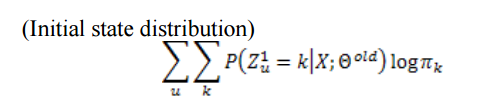 (Initial state distribution)
∑_u ∑_k P(Z_u^1 = k|X; Θ^old) log π_k